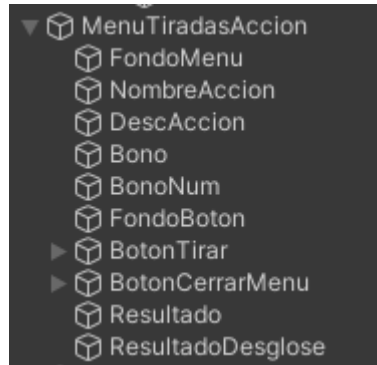 MenuTiradasAccion
FondoMenu
NombreAccion
DescAccion
Bono
BonoNum
FondoBoton
BotonTirar
BotonCerrarMenu
Resultado
ResultadoDesglose